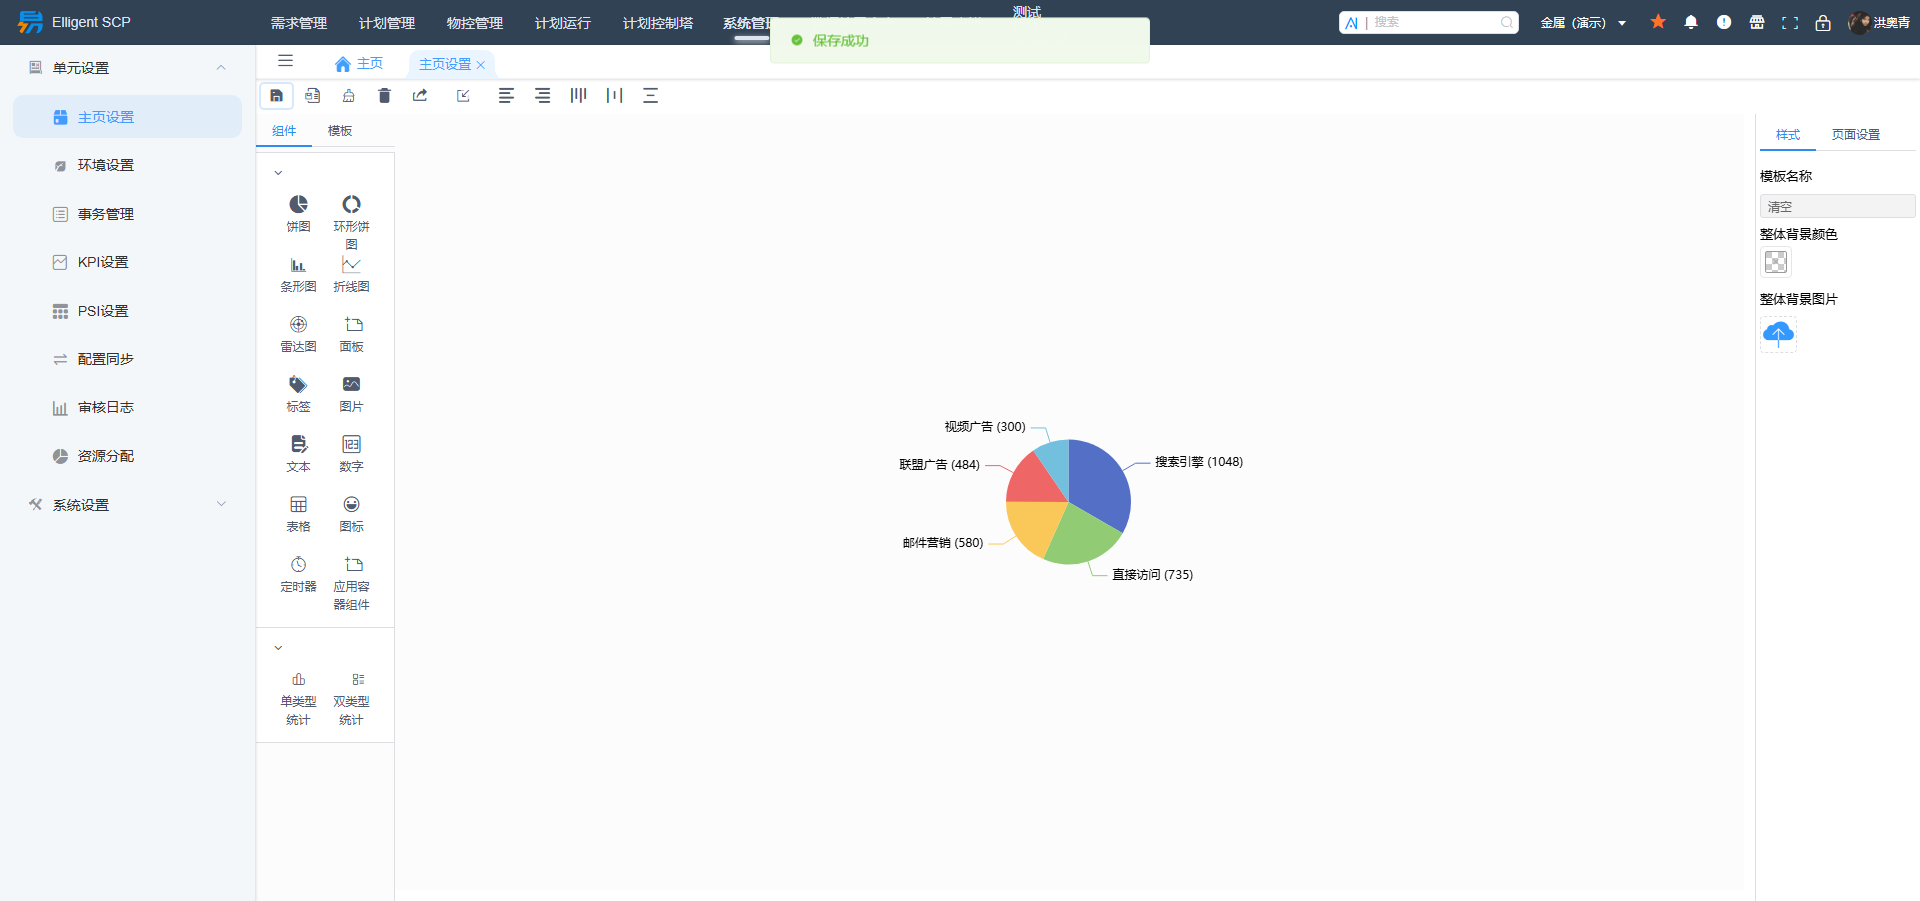 Elligent SCP
需求管理
计划管理
物控管理
计划运行
计划控制塔
系统管理
测试
保存成功
AI | 搜索
金属（演示）
洪奥青
单元设置
主页设置
环境设置
事务管理
KPI设置
PSI设置
配置同步
审核日志
资源分配
系统设置
主页
主页设置
组件
模板
饼图
环形饼
图
条形图
折线图
雷达图
面板
标签
图片
文本
数字
表格
图标
定时器
应用容
器组件
单类型
统计
双类型
统计
视频广告 (300)
联盟广告 (484)
搜索引擎 (1048)
邮件营销 (580)
直接访问 (735)
样式
页面设置
模板名称
清空
整体背景颜色
整体背景图片